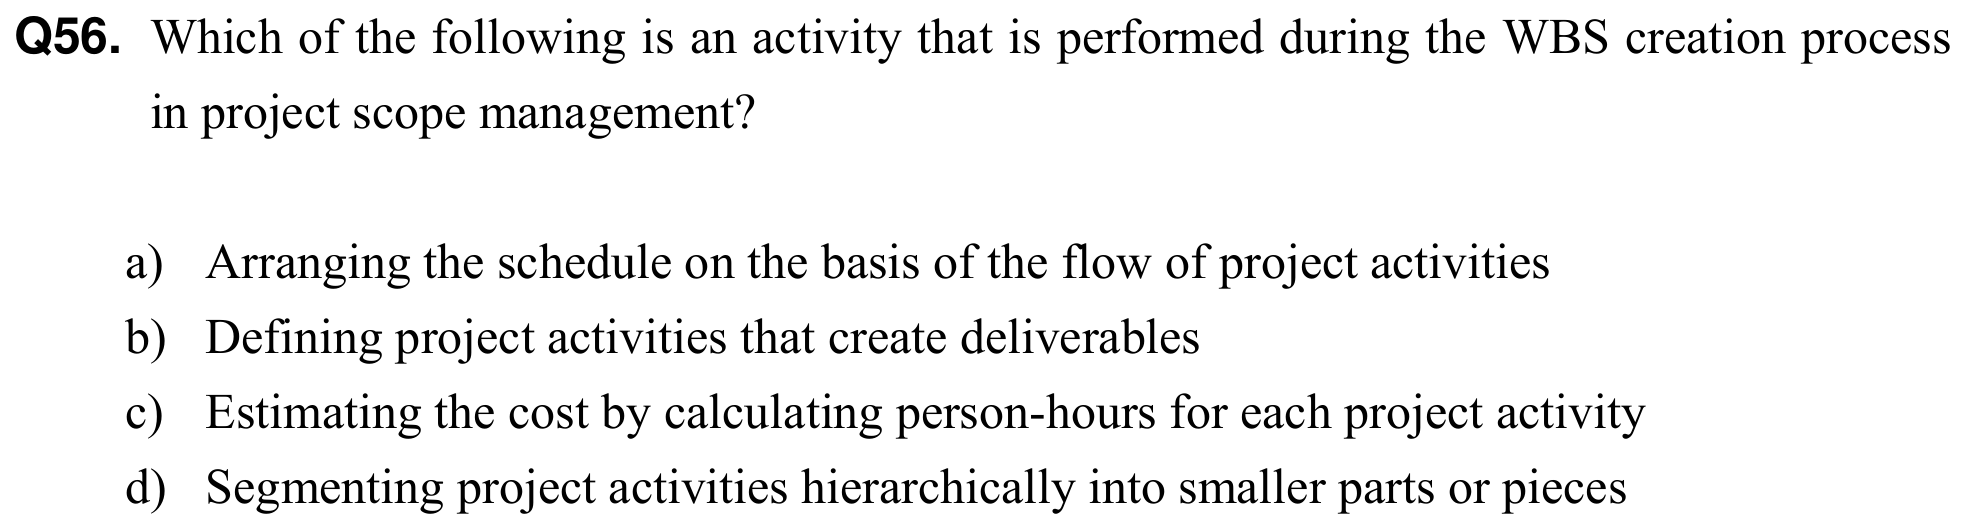 Q56. Which of the following is an activity that is performed during the WBS creation process
in project scope management?
a) Arranging the schedule on the basis of the flow of project activities
b) Defining project activities that create deliverables
c) Estimating the cost by calculating person-hours for each project activity
d) Segmenting project activities hierarchically into smaller parts or pieces